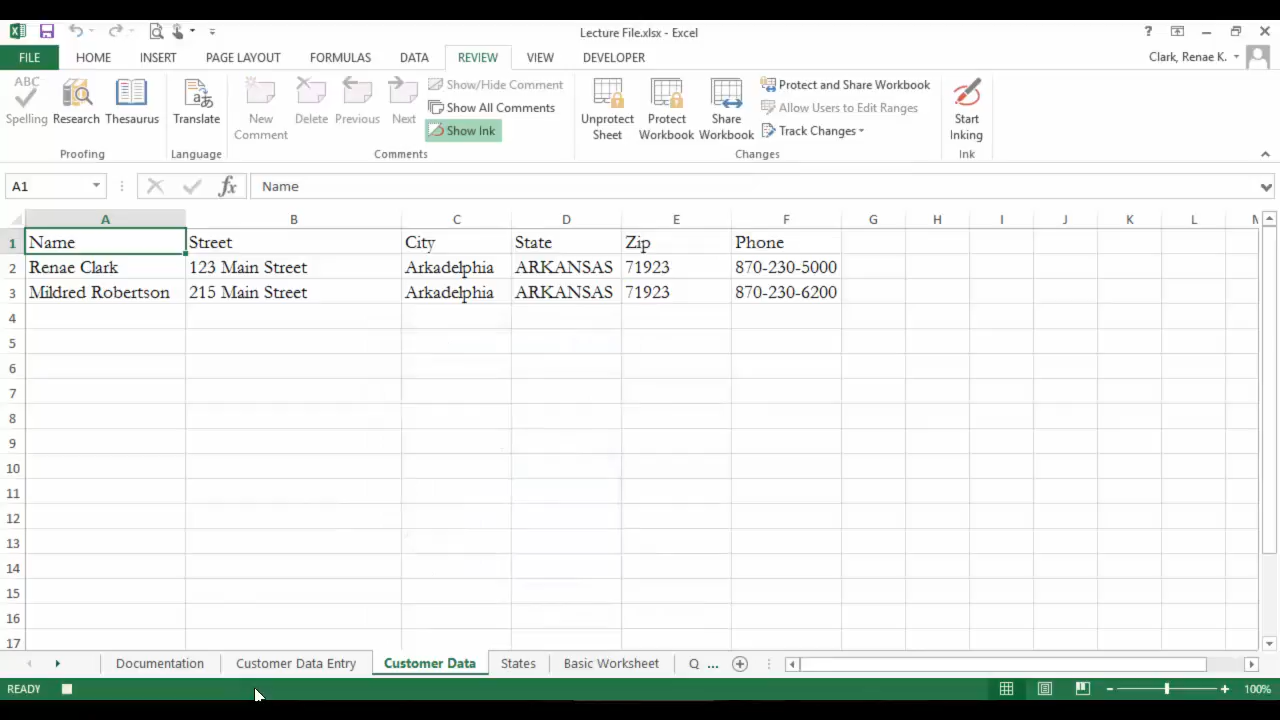 Lecture File.xlsx - Excel
?
FILE HOME INSERT PAGE LAYOUT FORMULAS DATA REVIEW VIEW DEVELOPER Clark, Renae K.
ABC
Spelling Research Thesaurus Translate New Comment Delete Previous Next
Show/Hide Comment
Show All Comments
Show Ink
Unprotect Sheet Protect Workbook Share Workbook
Protect and Share Workbook
Allow Users to Edit Ranges
Track Changes
Start Inking
Proofing Language Comments Changes Ink
A1 fx Name
A B C D E F G H I J K L M
1 Name Street City State Zip Phone
2 Renae Clark 123 Main Street Arkadelphia ARKANSAS 71923 870-230-5000
3 Mildred Robertson 215 Main Street Arkadelphia ARKANSAS 71923 870-230-6200
4
5
6
7
8
9
10
11
12
13
14
15
16
17
Documentation Customer Data Entry Customer Data States Basic Worksheet Q ...
READY 100%